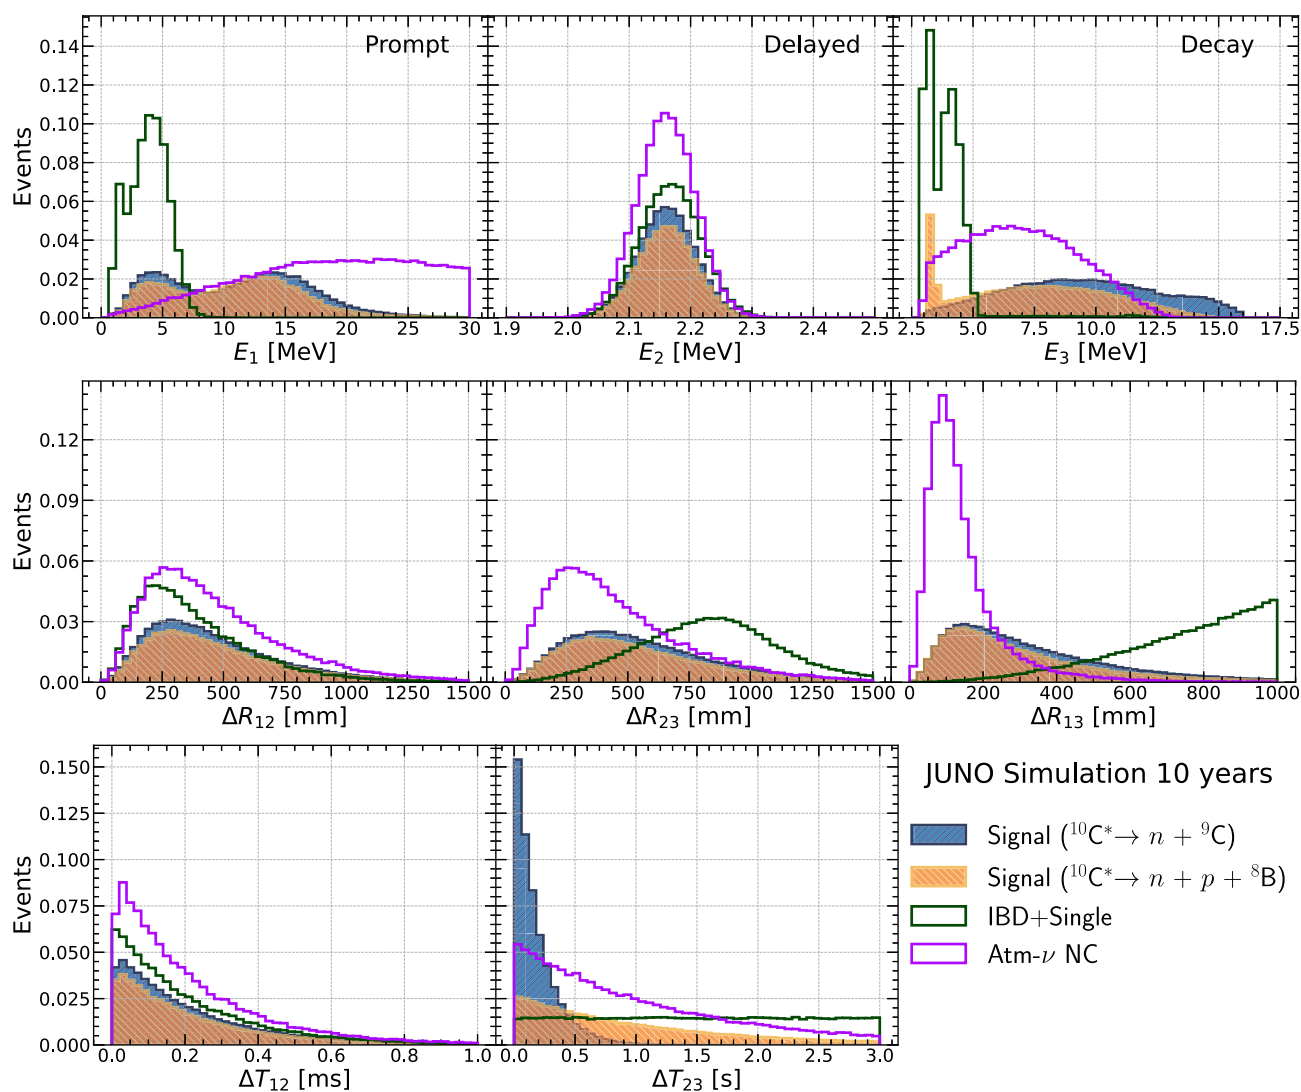 Prompt
Delayed
Decay
Events
0.14
0.12
0.10
0.08
0.06
0.04
0.02
0.00
0 5 10 15 20 25 30
1.9 2.0 2.1 2.2 2.3 2.4 2.5
2.5 5.0 7.5 10.0 12.5 15.0 17.5
E1 [MeV]
E2 [MeV]
E3 [MeV]
Events
0.12
0.09
0.06
0.03
0.00
0 250 500 750 1000 1250 1500
0 250 500 750 1000 1250 1500
0 200 400 600 800 1000
ΔR12 [mm]
ΔR23 [mm]
ΔR13 [mm]
Events
0.150
0.125
0.100
0.075
0.050
0.025
0.000
0.0 0.2 0.4 0.6 0.8 1.0
0.0 0.5 1.0 1.5 2.0 2.5 3.0
ΔT12 [ms]
ΔT23 [s]
JUNO Simulation 10 years
Signal (¹⁰C*→ n + ⁹C)
Signal (¹⁰C*→ n + p + ⁸B)
IBD+Single
Atm-ν NC